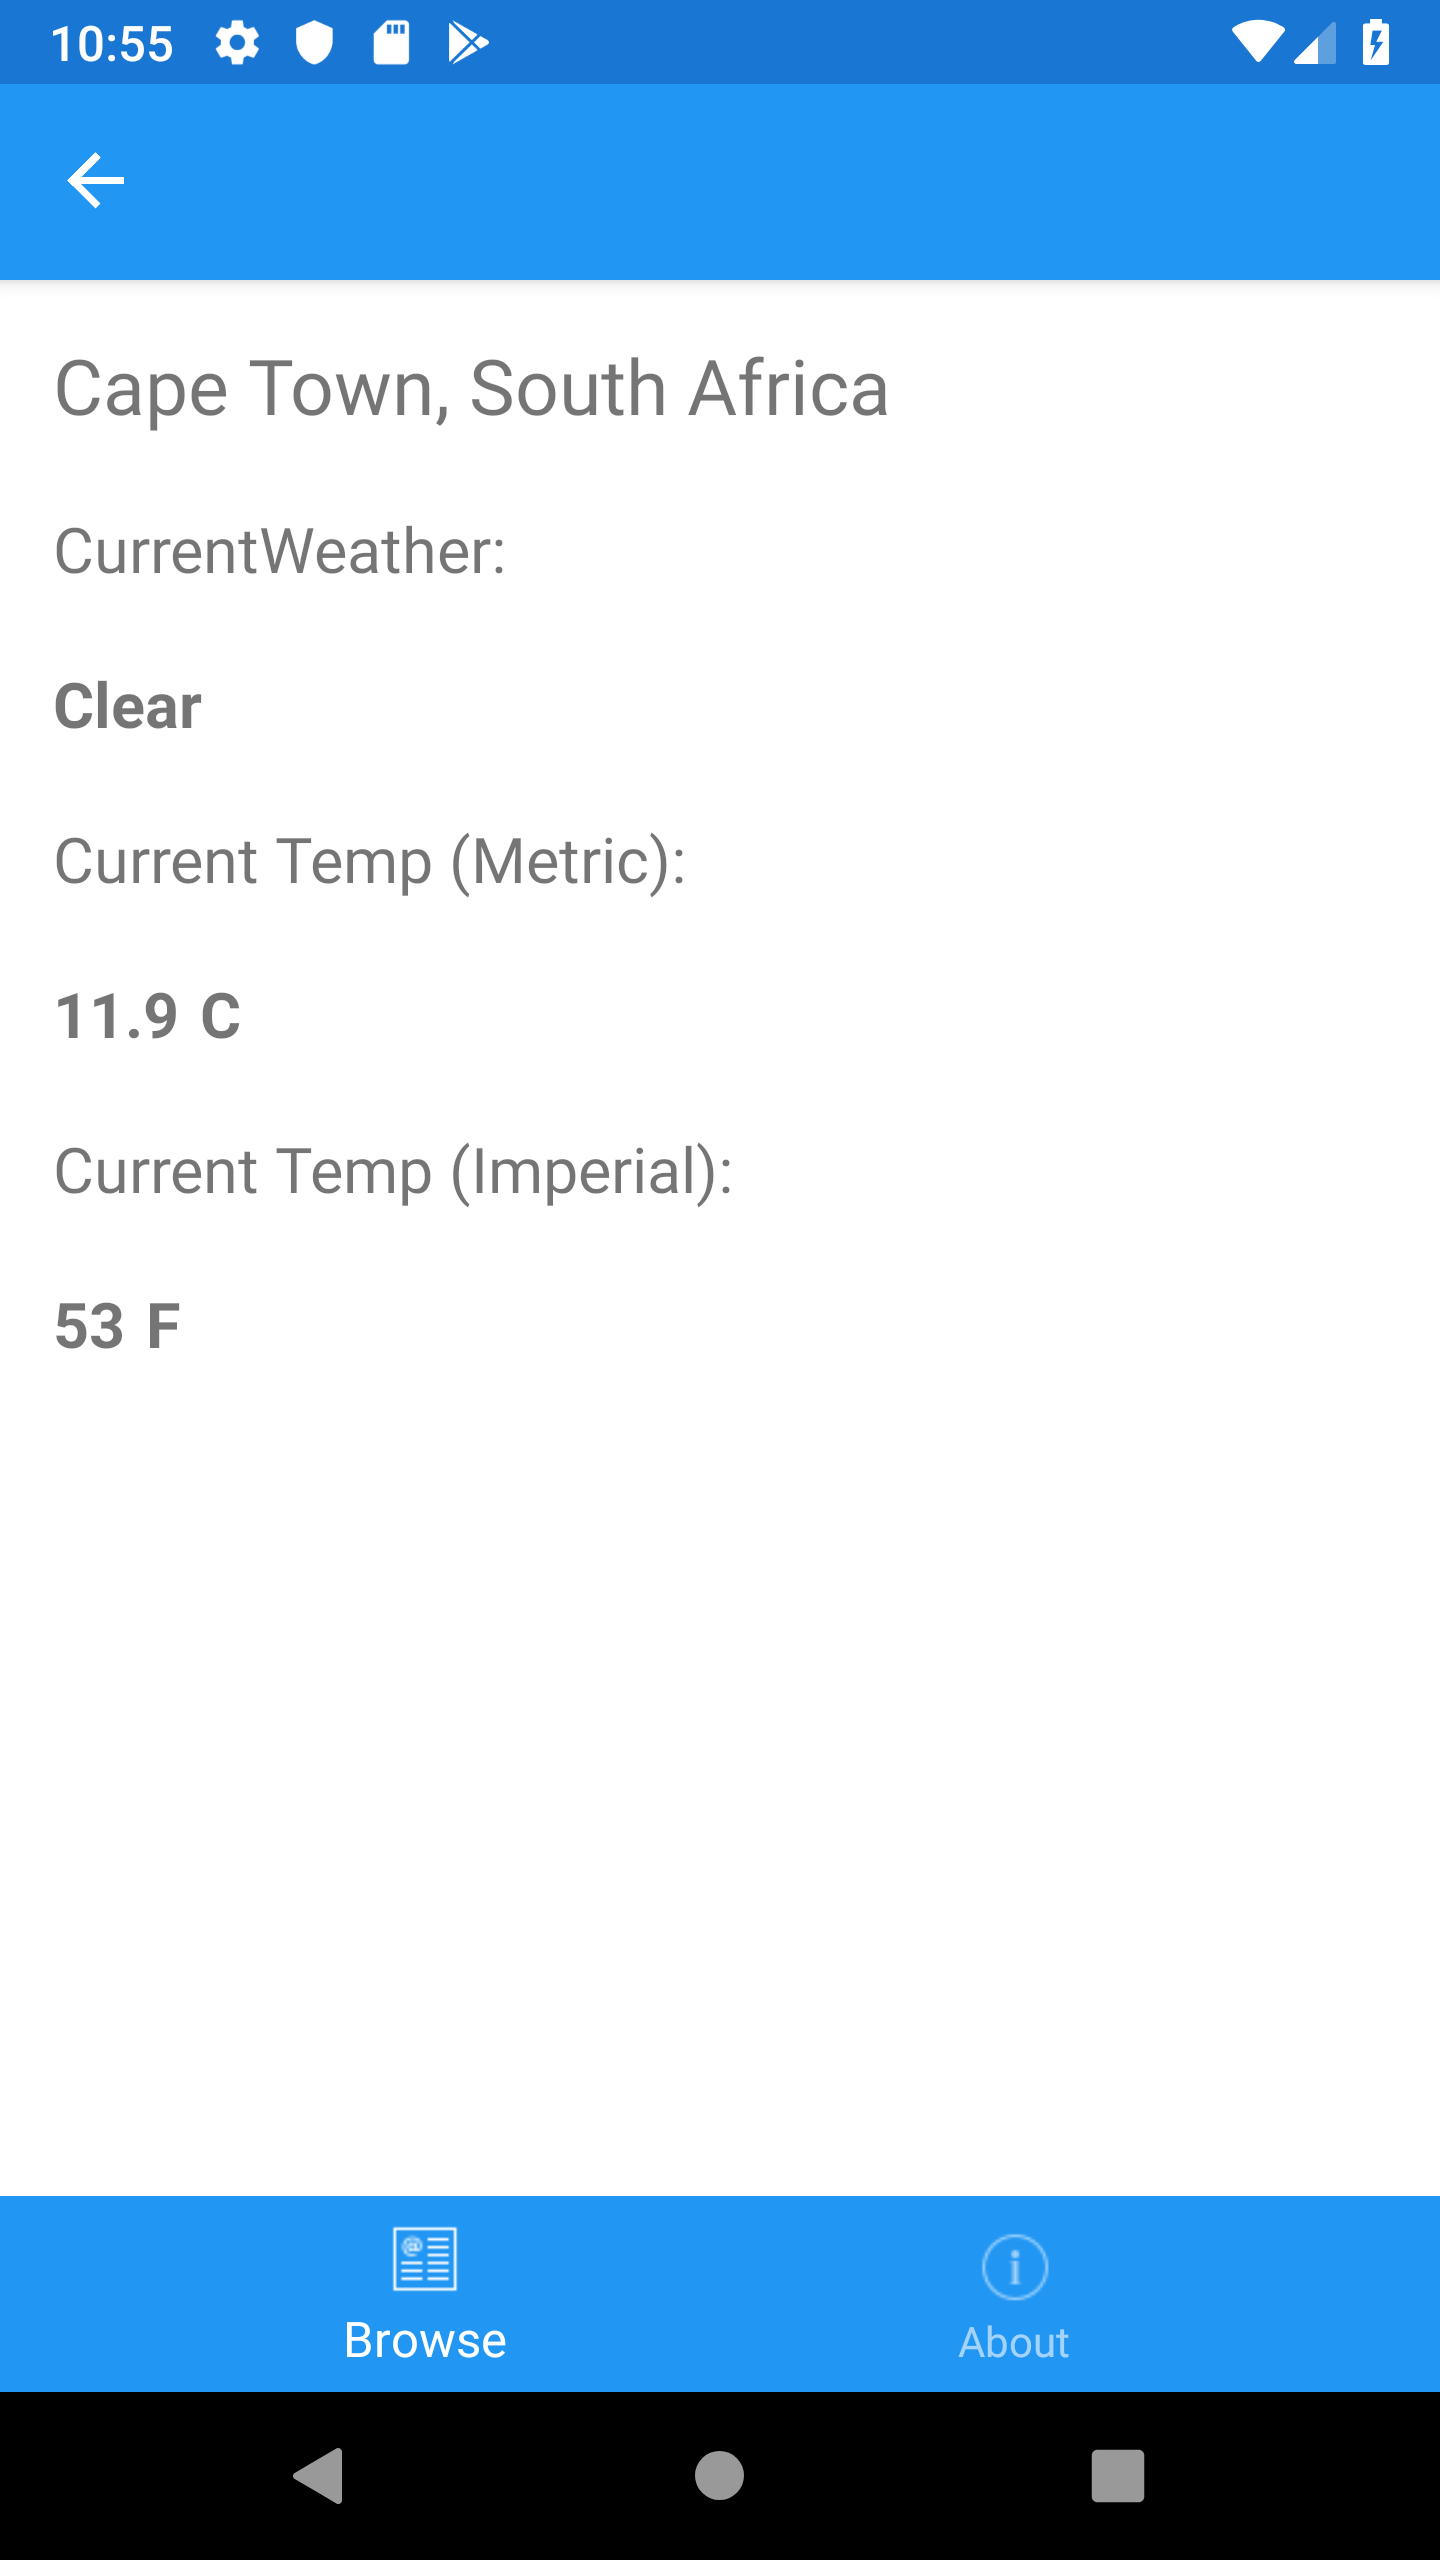 10:55
Cape Town, South Africa
CurrentWeather:
Clear
Current Temp (Metric):
11.9 C
Current Temp (Imperial):
53 F
Browse
About